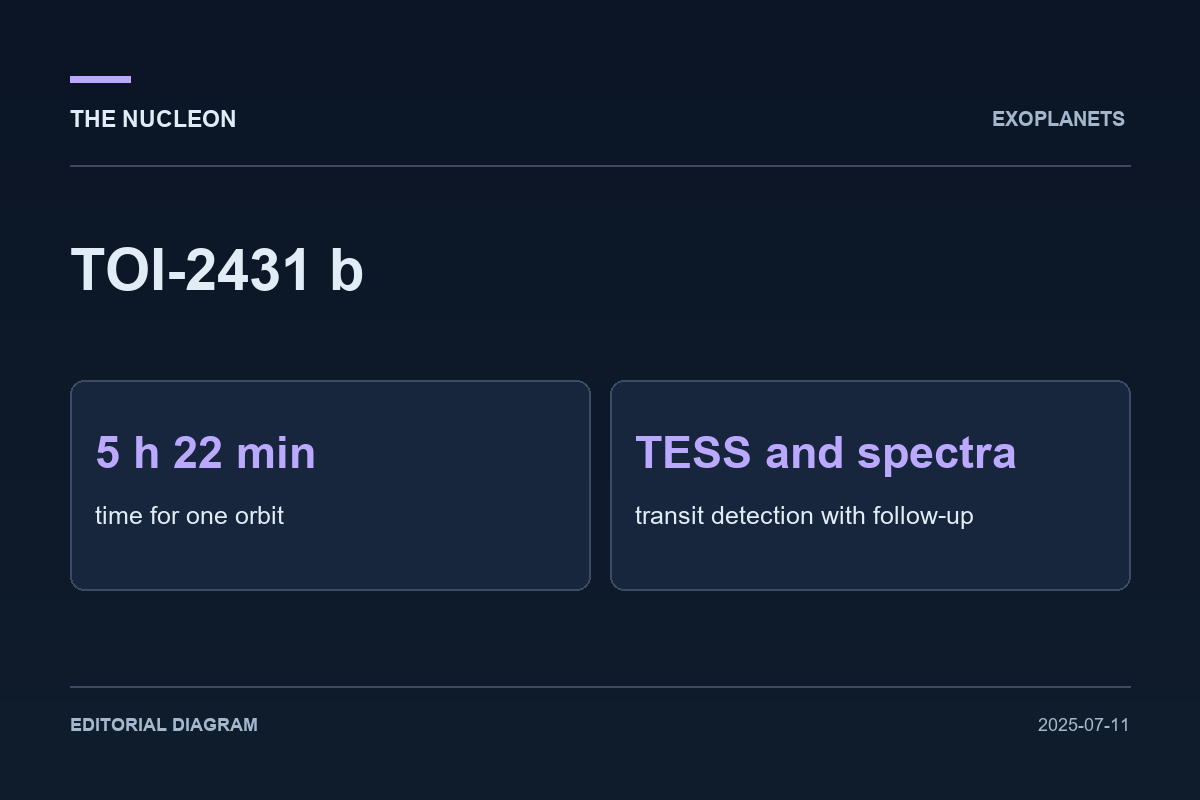 THE NUCLEON
EXOPLANETS
TOI-2431 b
5 h 22 min
time for one orbit
TESS and spectra
transit detection with follow-up
EDITORIAL DIAGRAM
2025-07-11